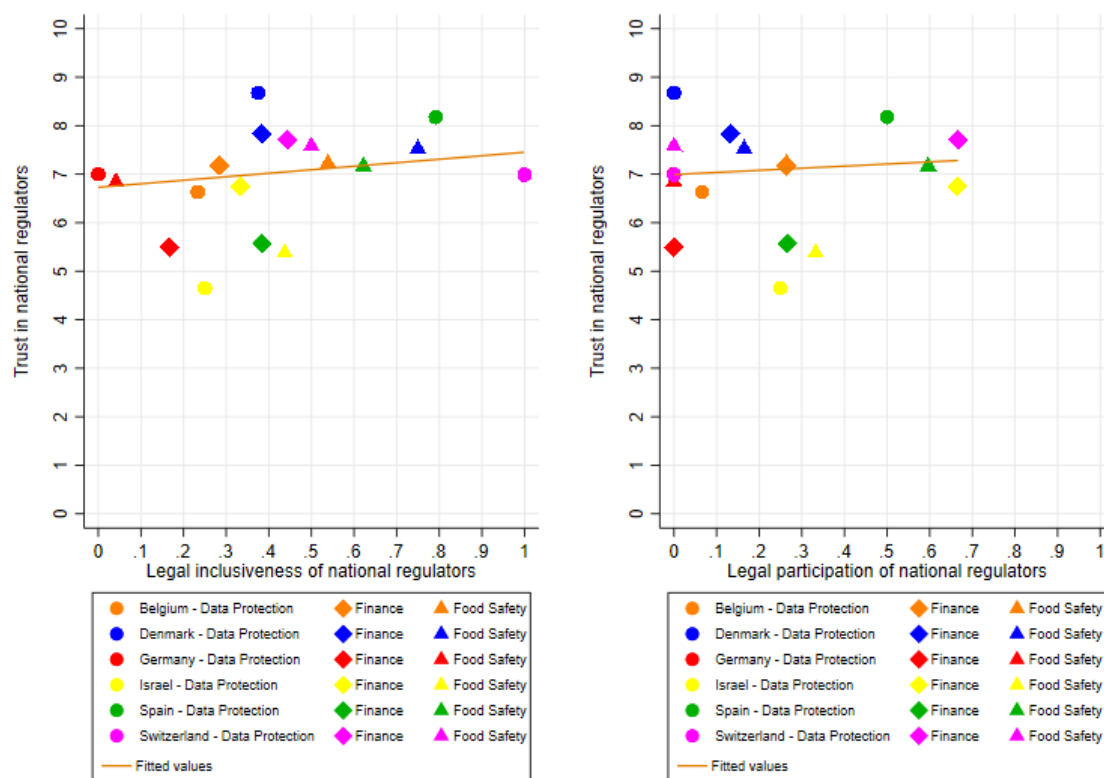 Trust in national regulators
10
9
8
7
6
5
4
3
2
1
0
0 .1 .2 .3 .4 .5 .6 .7 .8 .9 1
Legal inclusiveness of national regulators
Belgium - Data Protection Finance Food Safety
Denmark - Data Protection Finance Food Safety
Germany - Data Protection Finance Food Safety
Israel - Data Protection Finance Food Safety
Spain - Data Protection Finance Food Safety
Switzerland - Data Protection Finance Food Safety
Fitted values
Trust in national regulators
10
9
8
7
6
5
4
3
2
1
0
0 .1 .2 .3 .4 .5 .6 .7 .8 .9 1
Legal participation of national regulators
Belgium - Data Protection Finance Food Safety
Denmark - Data Protection Finance Food Safety
Germany - Data Protection Finance Food Safety
Israel - Data Protection Finance Food Safety
Spain - Data Protection Finance Food Safety
Switzerland - Data Protection Finance Food Safety
Fitted values